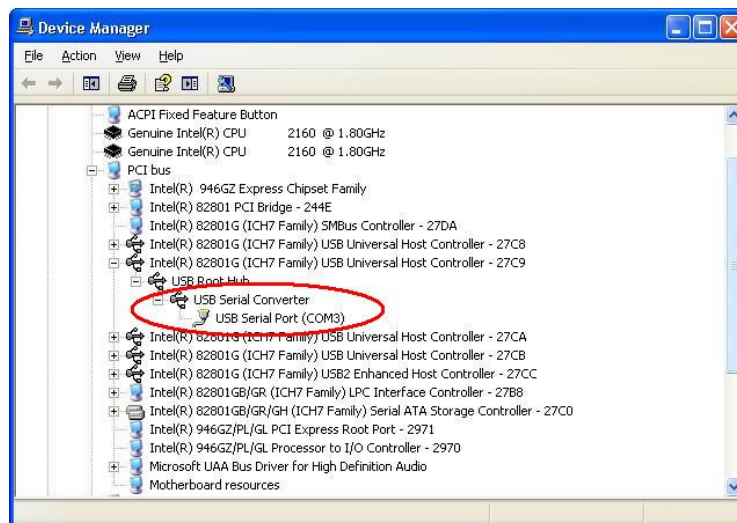 Device Manager
File Action View Help
ACPI Fixed Feature Button
Genuine Intel(R) CPU 2160 @ 1.80GHz
Genuine Intel(R) CPU 2160 @ 1.80GHz
PCI bus
Intel(R) 946GZ Express Chipset Family
Intel(R) 82801 PCI Bridge - 244E
Intel(R) 82801G (ICH7 Family) SMBus Controller - 27DA
Intel(R) 82801G (ICH7 Family) USB Universal Host Controller - 27C8
Intel(R) 82801G (ICH7 Family) USB Universal Host Controller - 27C9
USB Root Hub
USB Serial Converter
USB Serial Port (COM3)
Intel(R) 82801G (ICH7 Family) USB Universal Host Controller - 27CA
Intel(R) 82801G (ICH7 Family) USB Universal Host Controller - 27CB
Intel(R) 82801G (ICH7 Family) USB2 Enhanced Host Controller - 27CC
Intel(R) 82801GB/GR (ICH7 Family) LPC Interface Controller - 27B8
Intel(R) 82801GB/GR/GH (ICH7 Family) Serial ATA Storage Controller - 27C0
Intel(R) 946GZ/PL/GL PCI Express Root Port - 2971
Intel(R) 946GZ/PL/GL Processor to I/O Controller - 2970
Microsoft UAA Bus Driver for High Definition Audio
Motherboard resources